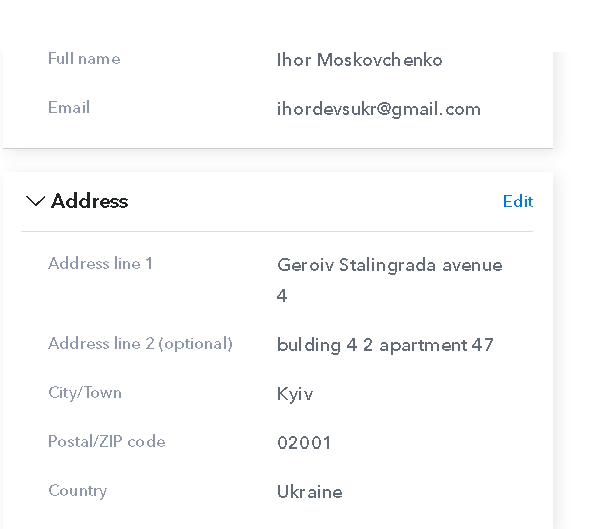 Full name Ihor Moskovchenko
Email ihordevsukr@gmail.com
Address Edit
Address line 1 Geroiv Stalingrada avenue
4
Address line 2 (optional) bulding 4 2 apartment 47
City/Town Kyiv
Postal/ZIP code 02001
Country Ukraine